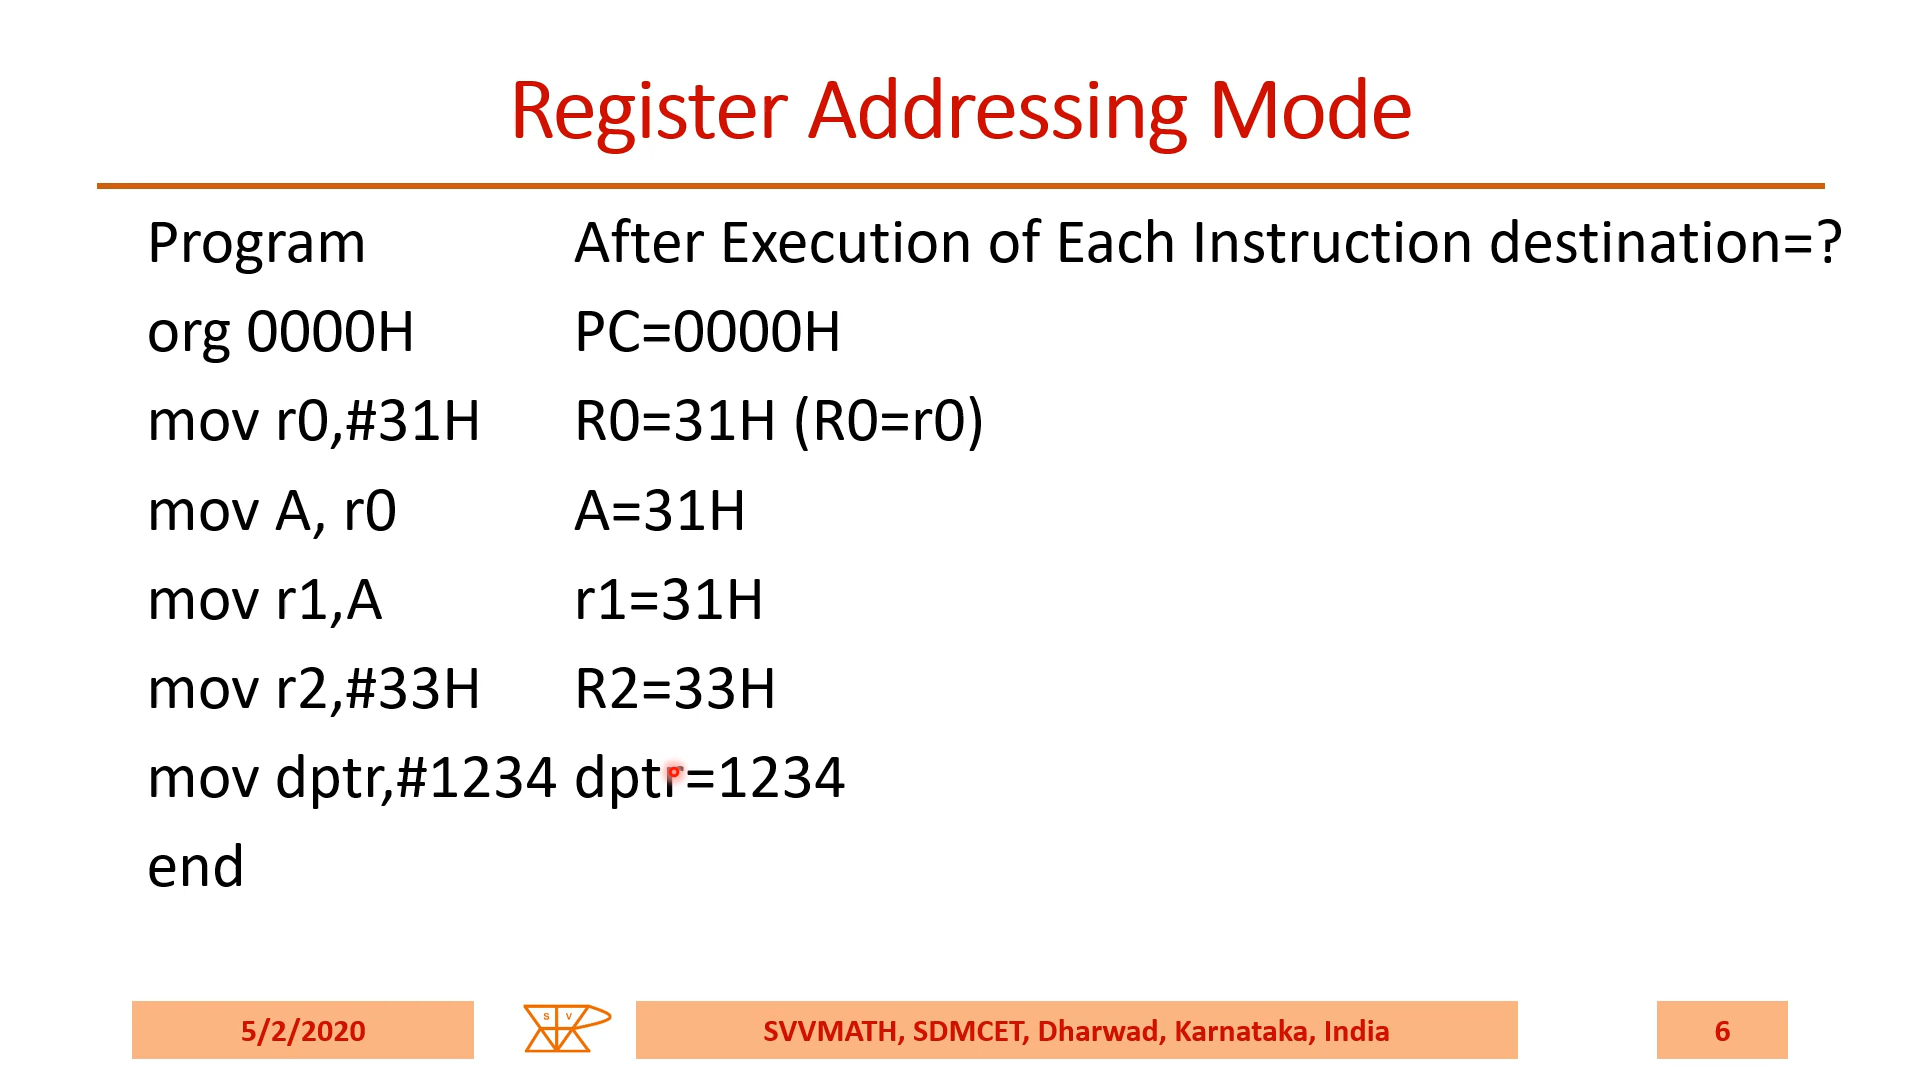 Register Addressing Mode
Program After Execution of Each Instruction destination=?
org 0000H PC=0000H
mov r0,#31H R0=31H (R0=r0)
mov A, r0 A=31H
mov r1,A r1=31H
mov r2,#33H R2=33H
mov dptr,#1234 dptr=1234
end
5/2/2020
S V
SVVMATH, SDMCET, Dharwad, Karnataka, India
6